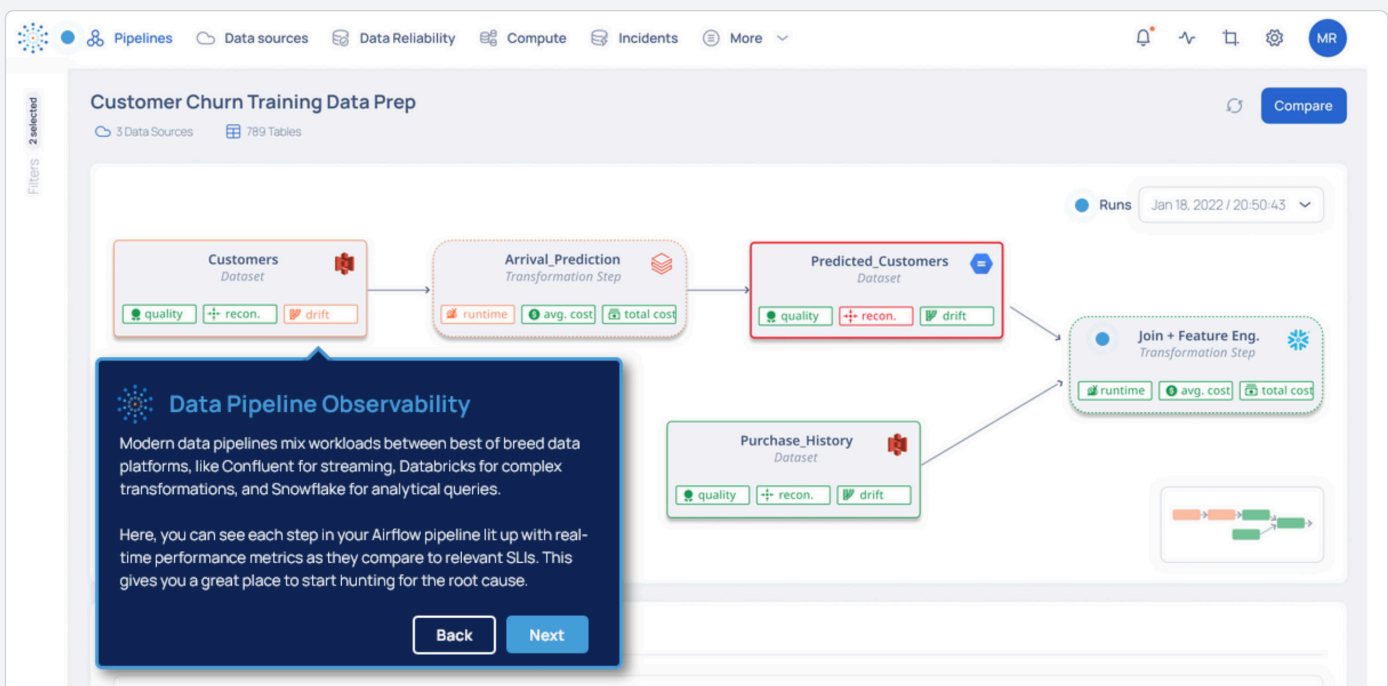 Pipelines
Data sources
Data Reliability
Compute
Incidents
More
MR
2 selected
Filters
Customer Churn Training Data Prep
3 Data Sources
789 Tables
Compare
Runs
Jan 18, 2022 / 20:50:43
Customers
Dataset
quality
recon.
drift
Arrival_Prediction
Transformation Step
runtime
avg. cost
total cost
Predicted_Customers
Dataset
quality
recon.
drift
Join + Feature Eng.
Transformation Step
runtime
avg. cost
total cost
Purchase_History
Dataset
quality
recon.
drift
Data Pipeline Observability
Modern data pipelines mix workloads between best of breed data
platforms, like Confluent for streaming, Databricks for complex
transformations, and Snowflake for analytical queries.
Here, you can see each step in your Airflow pipeline lit up with real-
time performance metrics as they compare to relevant SLIs. This
gives you a great place to start hunting for the root cause.
Back
Next